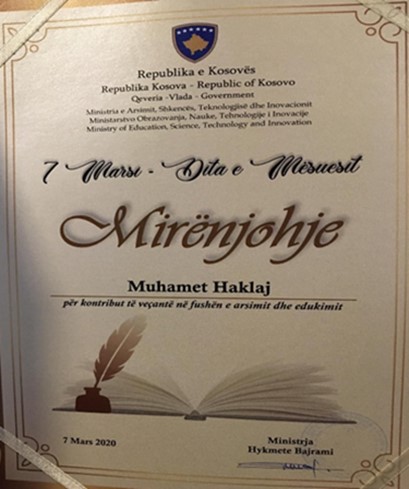 Republika e Kosovës
Republika Kosova - Republic of Kosovo
Qeveria - Vlada - Government
Ministria e Arsimit, Shkencës, Teknologjisë dhe Inovacionit
Ministarstvo Obrazovanja, Nauke, Tehnologije i Inovacije
Ministry of Education, Science, Technology and Innovation
7 Marsi - Dita e Mësuesit
Mirënjohje
Muhamet Haklaj
për kontribut të veçantë në fushën e arsimit dhe edukimit
7 Mars 2020
Ministrja
Hykmete Bajrami